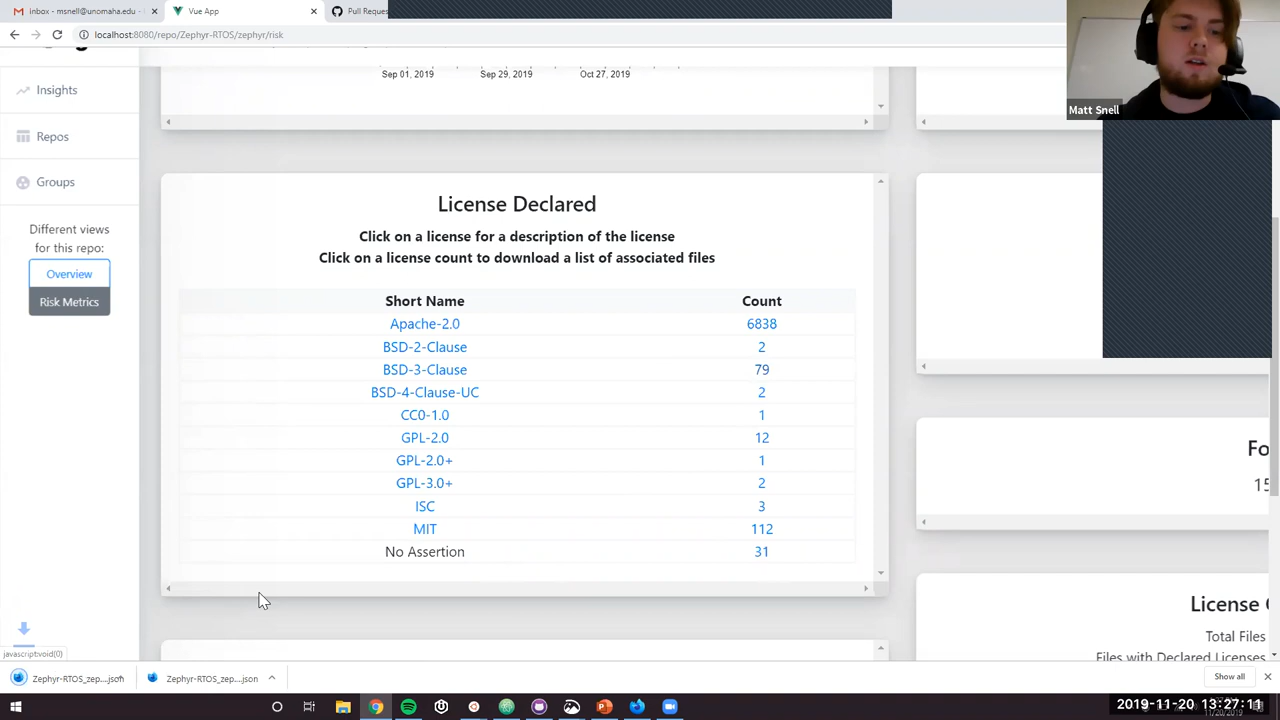 inbox - msnell@unomaha.edu -
Vue App
Pull Reques
localhost:8080/repo/Zephyr-RTOS/zephyr/risk
Matt Snell
Insights
Repos
Groups
Different views
for this repo:
Overview
Risk Metrics
Sep 01, 2019
Sep 29, 2019
Oct 27, 2019
License Declared
Click on a license for a description of the license
Click on a license count to download a list of associated files
Short Name Count
Apache-2.0 6838
BSD-2-Clause 2
BSD-3-Clause 79
BSD-4-Clause-UC 2
CC0-1.0 1
GPL-2.0 12
GPL-2.0+ 1
GPL-3.0+ 2
ISC 3
MIT 112
No Assertion 31
Fo
15
License
Total Files
Files with Declared Licenses
javascript:void(0)
Zephyr-RTOS_zep....json
Zephyr-RTOS_zep....json
Show all
2019-11-20 13:27:11